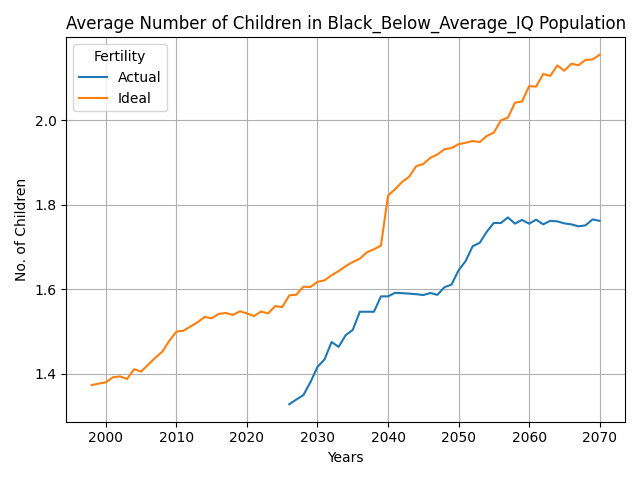 Average Number of Children in Black_Below_Average_IQ Population
Fertility
Actual
Ideal
No. of Children
2.0
1.8
1.6
1.4
2000 2010 2020 2030 2040 2050 2060 2070
Years